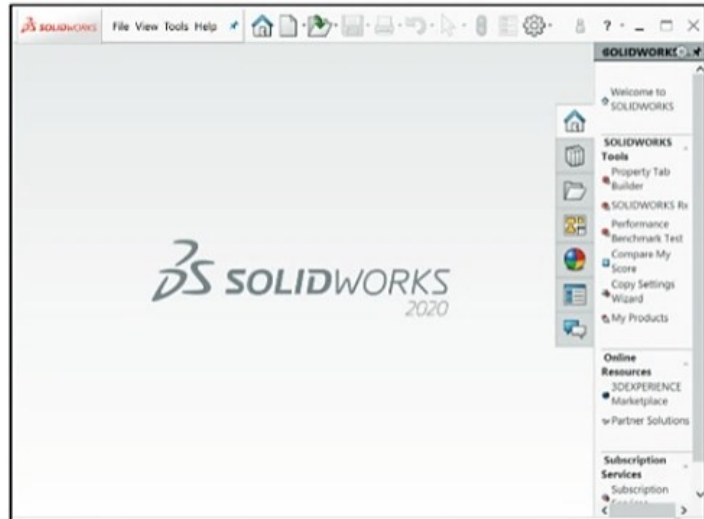 SOLIDWORKS File View Tools Help ?
SOLIDWORKS
Welcome to
SOLIDWORKS
SOLIDWORKS
Tools
Property Tab
Builder
SOLIDWORKS Rx
Performance
Benchmark Test
Compare My
Score
Copy Settings
Wizard
My Products
Online
Resources
3DEXPERIENCE
Marketplace
Partner Solutions
Subscription
Services
Subscription
SOLIDWORKS
2020